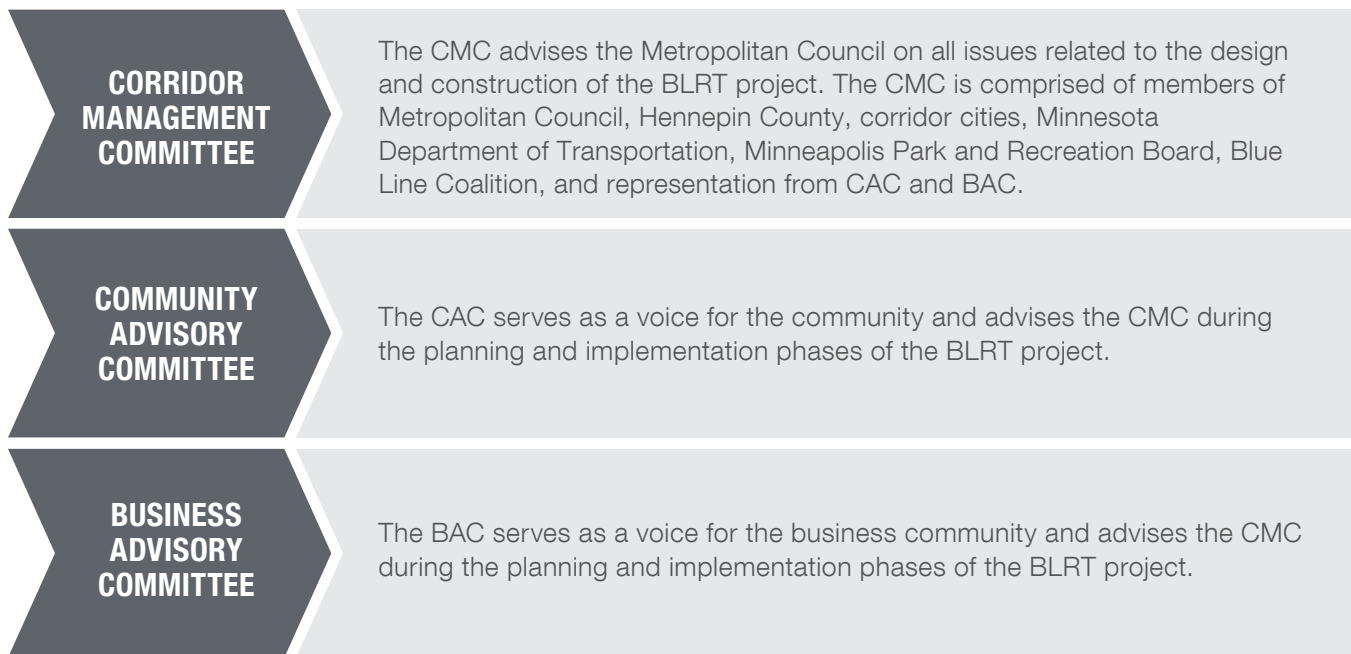 CORRIDOR
MANAGEMENT
COMMITTEE
The CMC advises the Metropolitan Council on all issues related to the design
and construction of the BLRT project. The CMC is comprised of members of
Metropolitan Council, Hennepin County, corridor cities, Minnesota
Department of Transportation, Minneapolis Park and Recreation Board, Blue
Line Coalition, and representation from CAC and BAC.
COMMUNITY
ADVISORY
COMMITTEE
The CAC serves as a voice for the community and advises the CMC during
the planning and implementation phases of the BLRT project.
BUSINESS
ADVISORY
COMMITTEE
The BAC serves as a voice for the business community and advises the CMC
during the planning and implementation phases of the BLRT project.